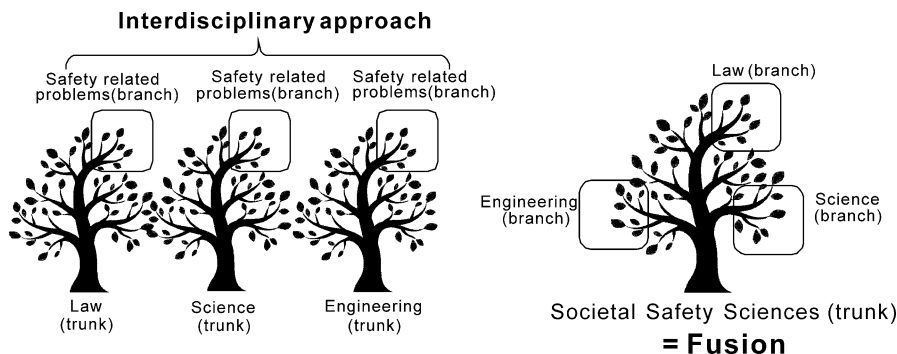 Interdisciplinary approach
Safety related
problems(branch)
Safety related
problems(branch)
Safety related
problems(branch)
Law
(trunk)
Science
(trunk)
Engineering
(trunk)
Law (branch)
Engineering
(branch)
Science
(branch)
Societal Safety Sciences (trunk)
= Fusion